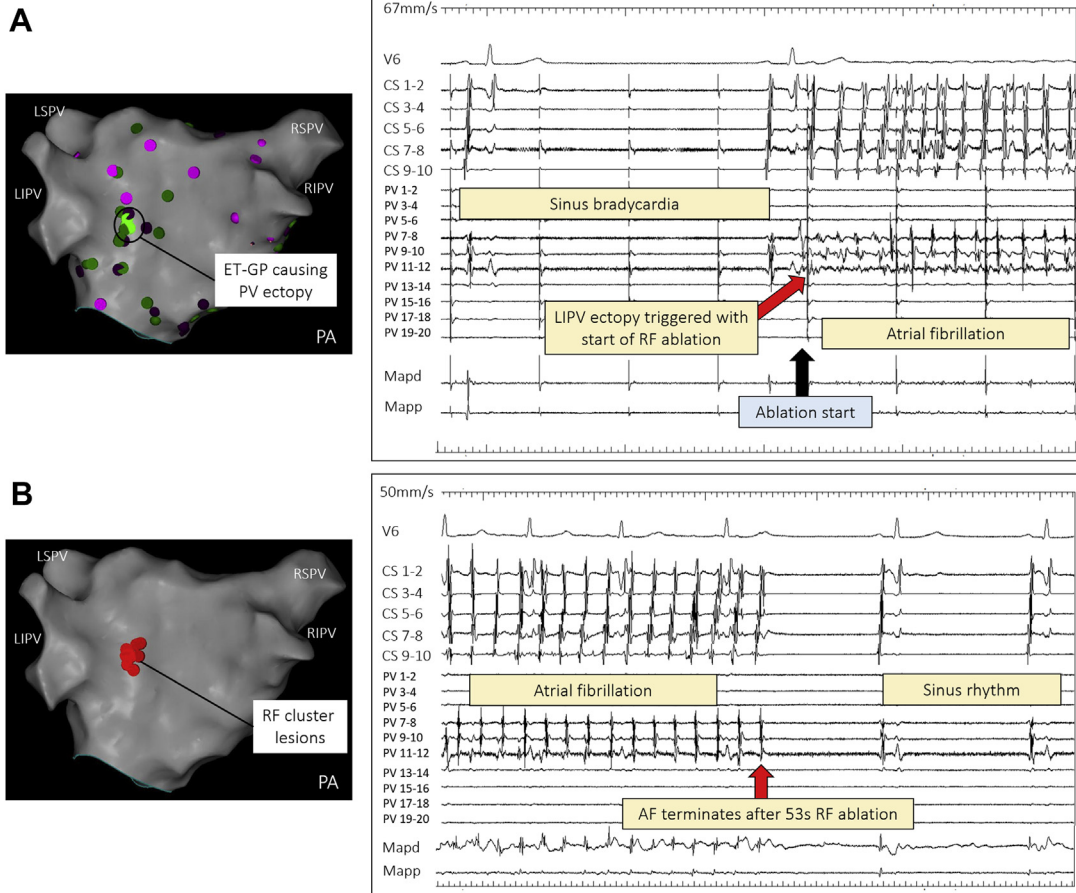 A
LSPV
RSPV
LIPV
RIPV
ET-GP causing
PV ectopy
PA
67mm/s
V6
CS 1-2
CS 3-4
CS 5-6
CS 7-8
CS 9-10
PV 1-2
PV 3-4
PV 5-6
PV 7-8
PV 9-10
PV 11-12
PV 13-14
PV 15-16
PV 17-18
PV 19-20
Mapd
Mapp
Sinus bradycardia
LIPV ectopy triggered with
start of RF ablation
Atrial fibrillation
Ablation start
B
LSPV
RSPV
LIPV
RIPV
RF cluster
lesions
PA
50mm/s
V6
CS 1-2
CS 3-4
CS 5-6
CS 7-8
CS 9-10
PV 1-2
PV 3-4
PV 5-6
PV 7-8
PV 9-10
PV 11-12
PV 13-14
PV 15-16
PV 17-18
PV 19-20
Mapd
Mapp
Atrial fibrillation
Sinus rhythm
AF terminates after 53s RF ablation